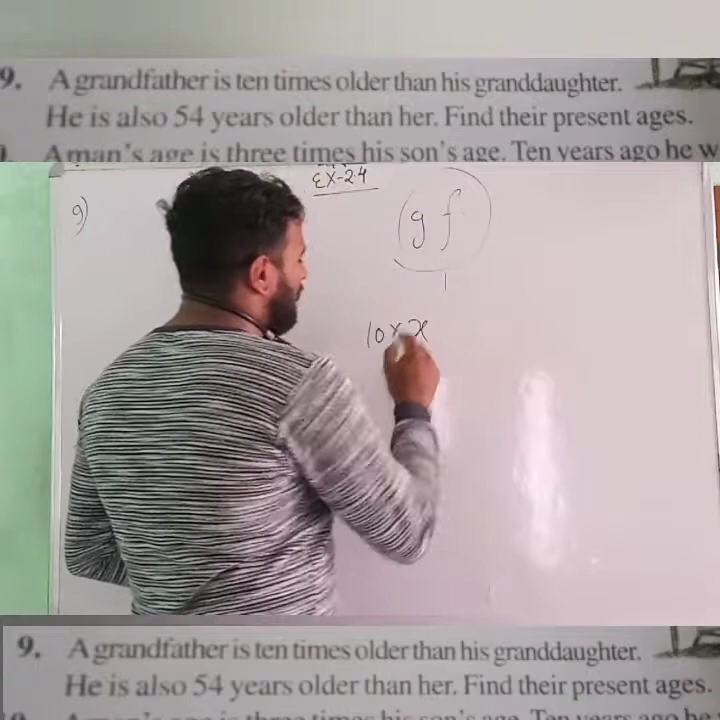 9. A grandfather is ten times older than his granddaughter.
He is also 54 years older than her. Find their present ages.
Aman's age is three times his son's age. Ten years ago he w
EX-2.4
9)
gf
10×x
9. A grandfather is ten times older than his granddaughter.
He is also 54 years older than her. Find their present ages.